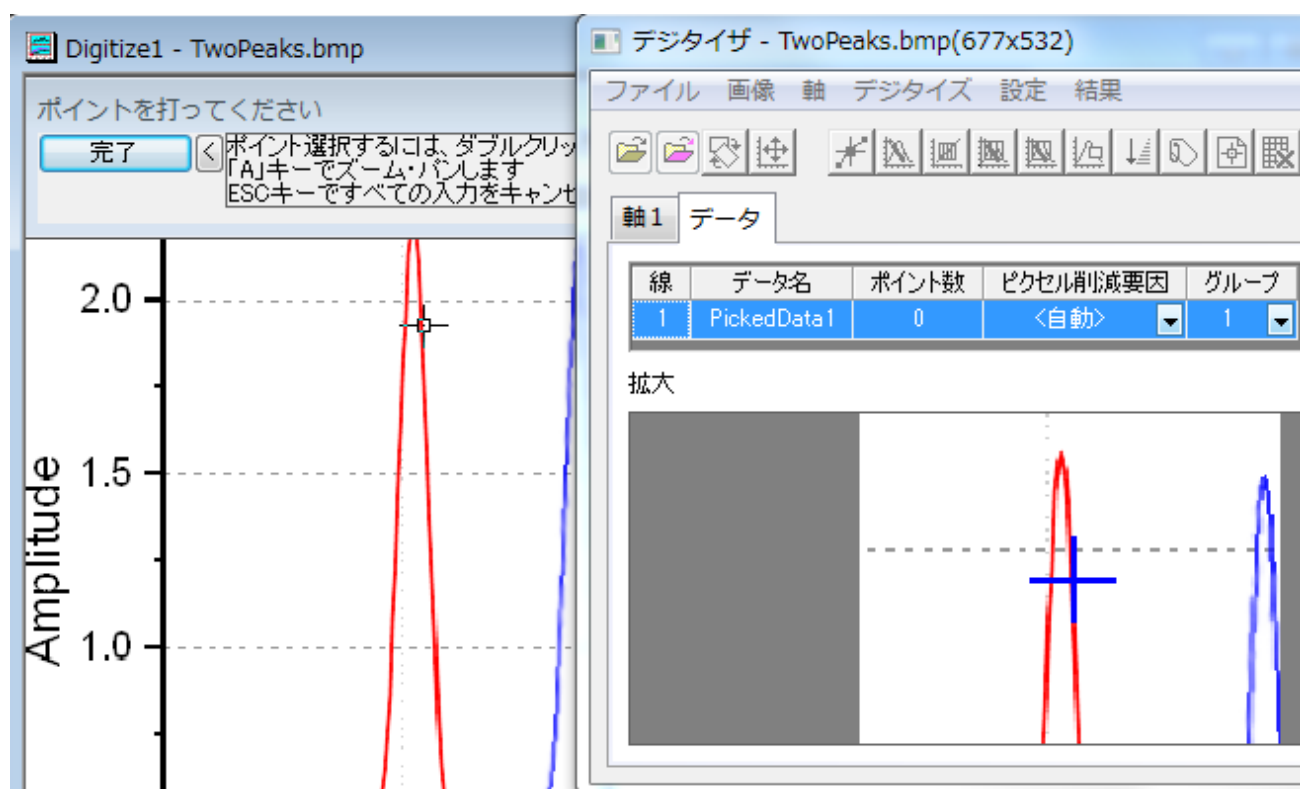 Digitize1 - TwoPeaks.bmp
ポイントを打ってください
完了
<
ポイント選択するには、ダブルクリッ
「A」キーでズーム・パンします
ESCキーですべての入力をキャンセ
2.0
1.5
1.0
Amplitude
デジタイザ - TwoPeaks.bmp(677x532)
ファイル 画像 軸 デジタイズ 設定 結果
軸1 データ
線 データ名 ポイント数 ピクセル削減要因 グループ
1 PickedData1 0 <自動> 1
拡大